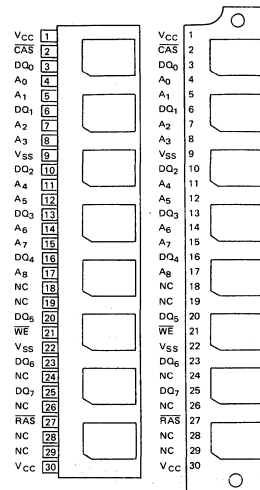 VCC 1
CAS 2
DQ0 3
A0 4
A1 5
DQ1 6
A2 7
A3 8
VSS 9
DQ2 10
A4 11
A5 12
DQ3 13
A6 14
A7 15
DQ4 16
A8 17
NC 18
NC 19
DQ5 20
WE 21
VSS 22
DQ6 23
NC 24
DQ7 25
NC 26
RAS 27
NC 28
NC 29
VCC 30
VCC 1
CAS 2
DQ0 3
A0 4
A1 5
DQ1 6
A2 7
A3 8
VSS 9
DQ2 10
A4 11
A5 12
DQ3 13
A6 14
A7 15
DQ4 16
A8 17
NC 18
NC 19
DQ5 20
WE 21
VSS 22
DQ6 23
NC 24
DQ7 25
NC 26
RAS 27
NC 28
NC 29
VCC 30